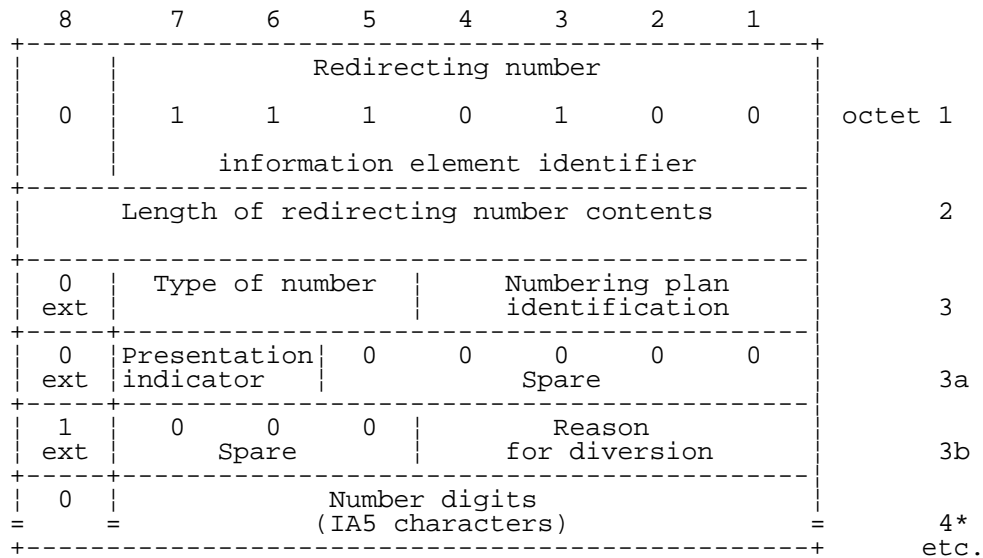 8 7 6 5 4 3 2 1
Redirecting number
0 1 1 1 0 1 0 0 octet 1
information element identifier
Length of redirecting number contents 2
0 Type of number Numbering plan
ext identification 3
0 Presentation 0 0 0 0 0
ext indicator Spare 3a
1 0 0 0 Reason
ext Spare for diversion 3b
0 Number digits
= = (IA5 characters) = 4*
etc.